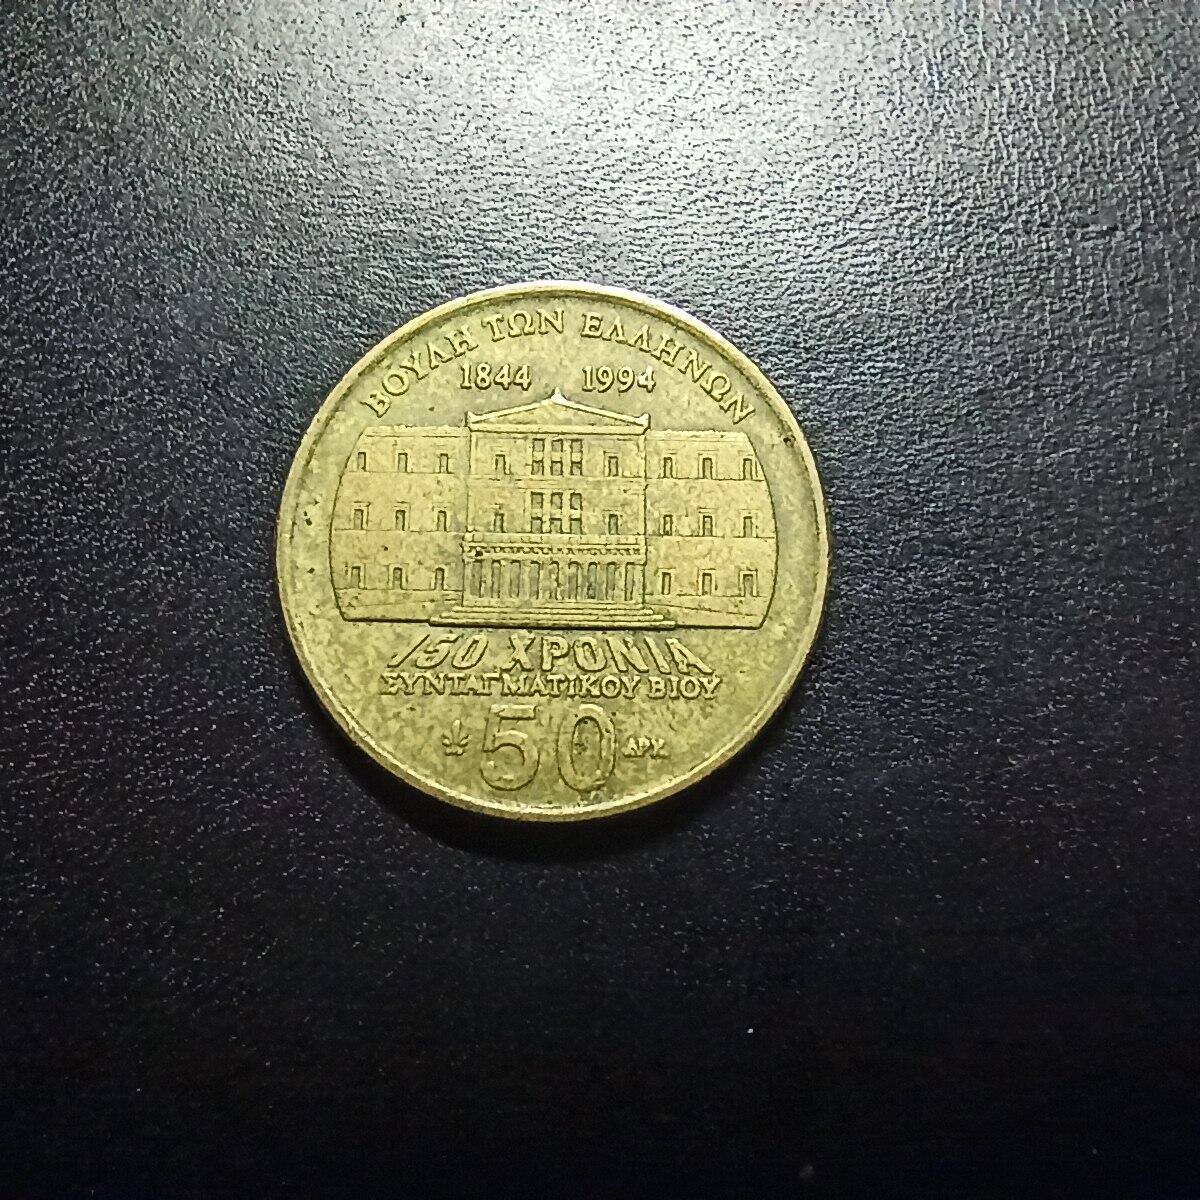 ΒΟΥΛΗ ΤΩΝ ΕΛΛΗΝΩΝ
1844 1994
150 ΧΡΟΝΙΑ
ΣΥΝΤΑΓΜΑΤΙΚΟΥ ΒΙΟΥ
50 ΔΡΧ